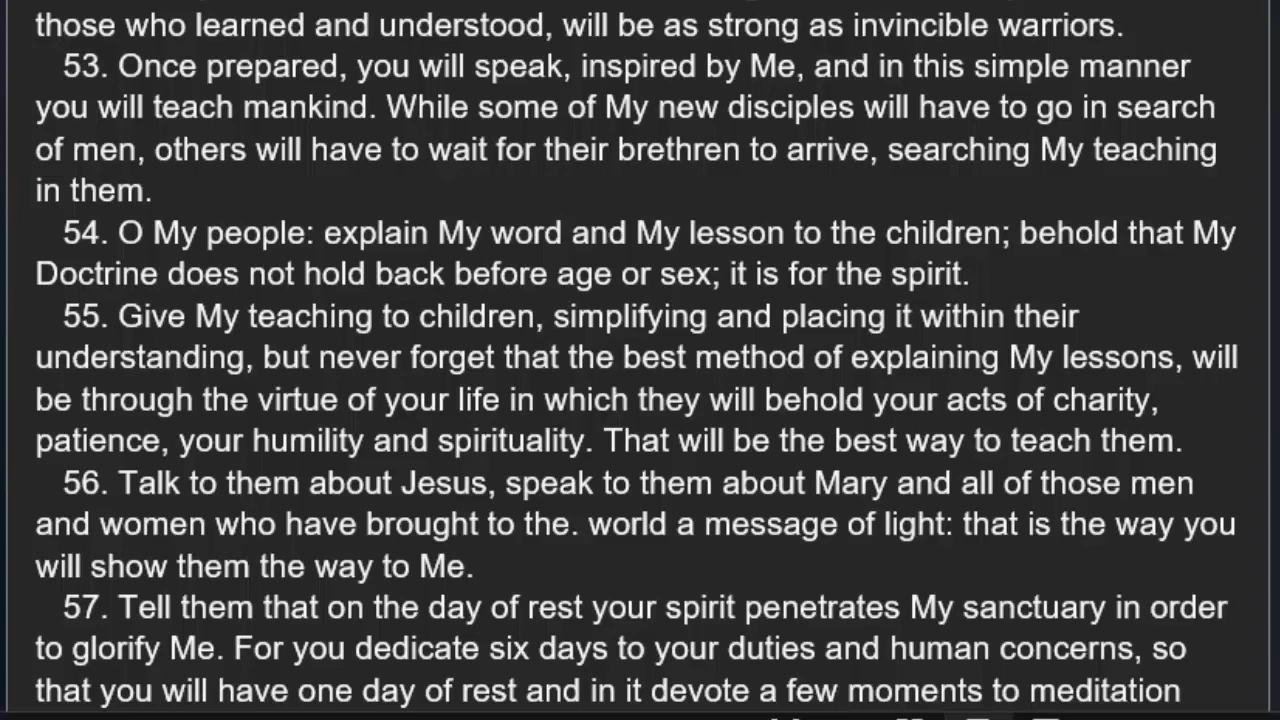 those who learned and understood, will be as strong as invincible warriors.
53. Once prepared, you will speak, inspired by Me, and in this simple manner
you will teach mankind. While some of My new disciples will have to go in search
of men, others will have to wait for their brethren to arrive, searching My teaching
in them.
54. O My people: explain My word and My lesson to the children; behold that My
Doctrine does not hold back before age or sex; it is for the spirit.
55. Give My teaching to children, simplifying and placing it within their
understanding, but never forget that the best method of explaining My lessons, will
be through the virtue of your life in which they will behold your acts of charity,
patience, your humility and spirituality. That will be the best way to teach them.
56. Talk to them about Jesus, speak to them about Mary and all of those men
and women who have brought to the. world a message of light: that is the way you
will show them the way to Me.
57. Tell them that on the day of rest your spirit penetrates My sanctuary in order
to glorify Me. For you dedicate six days to your duties and human concerns, so
that you will have one day of rest and in it devote a few moments to meditation